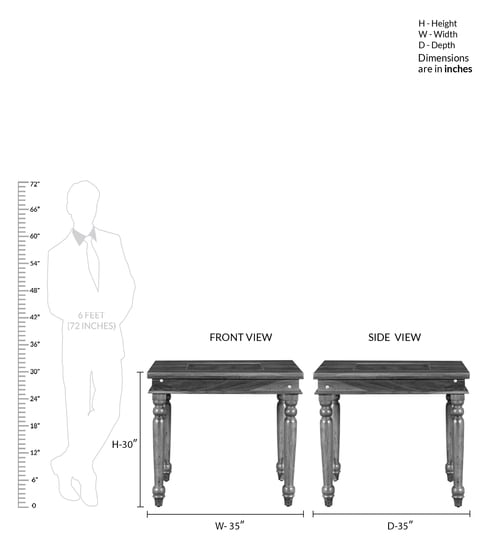 H - Height
W - Width
D - Depth
Dimensions
are in inches
72"
66"
60"
54"
48"
42"
36"
30"
24"
18"
12"
6"
0
6 FEET
(72 INCHES)
FRONT VIEW
SIDE VIEW
H-30"
W- 35"
D-35"